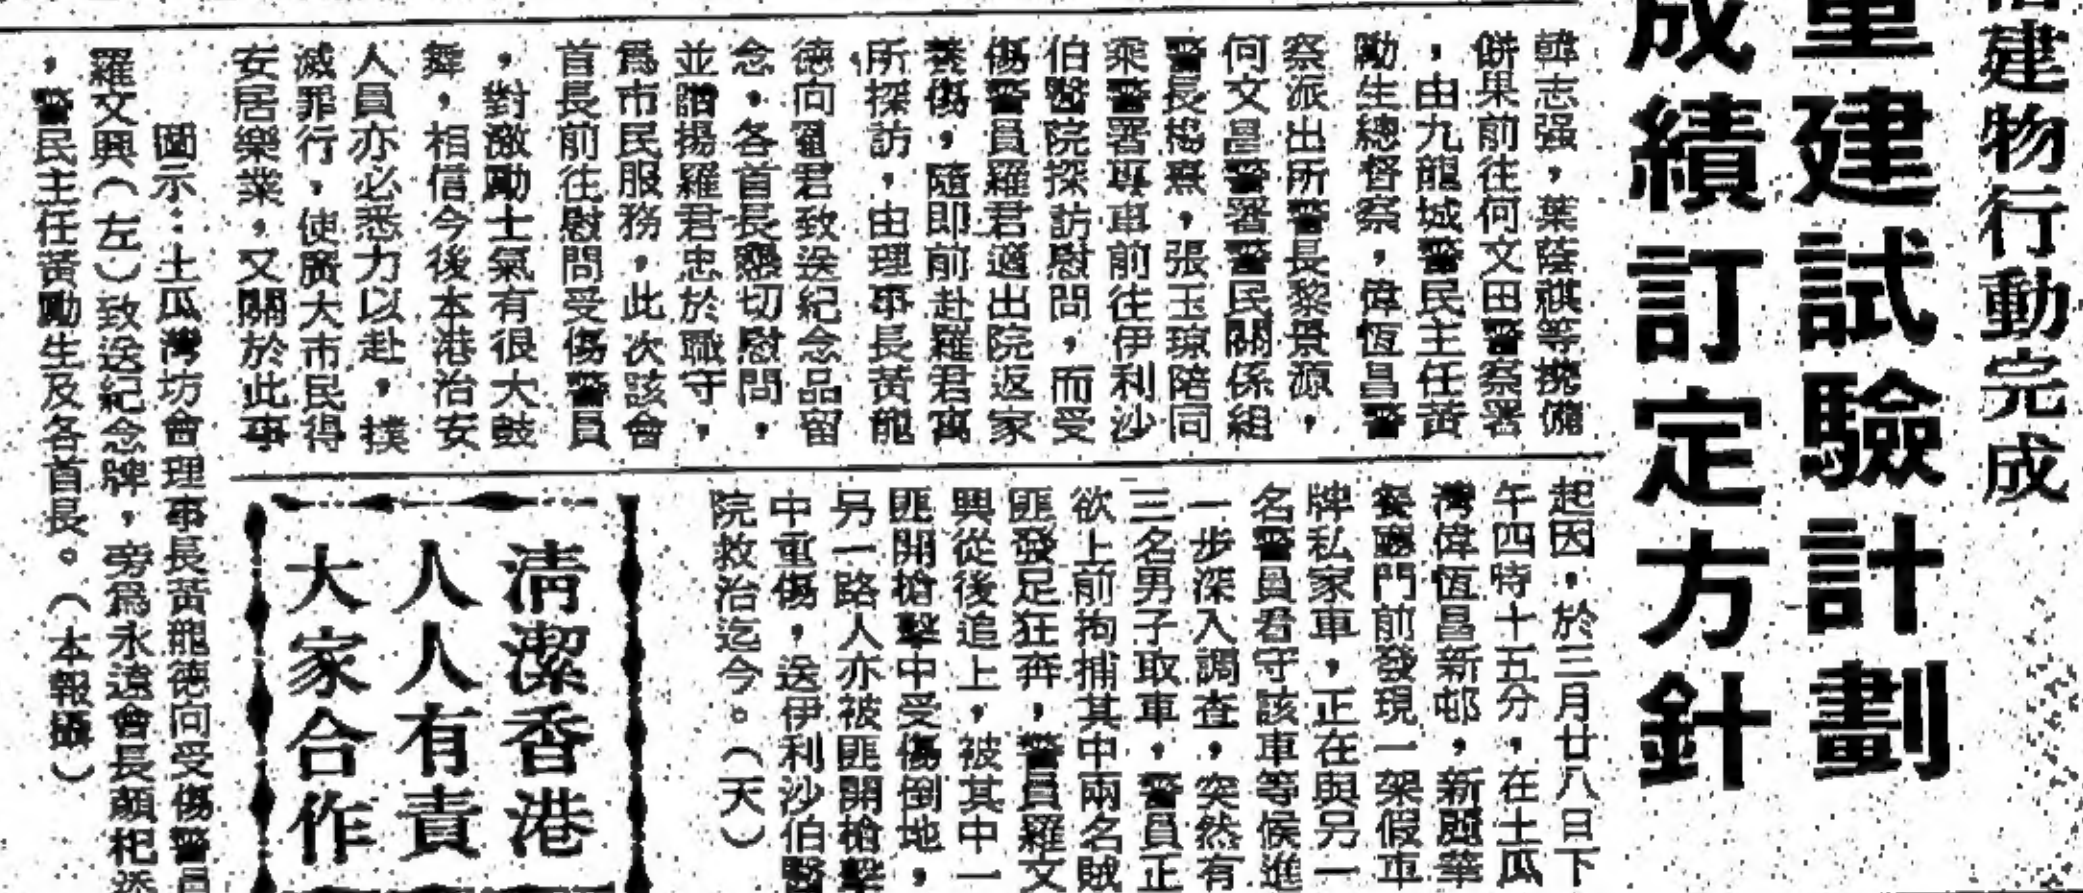 搭建物行動完成
重建試驗計劃
成績訂定方針
韓志强，葉蔭祺等携備
餅果前往何文田警察署
，由九龍城警民主任黃
勵生總督察，偉恆昌警
察派出所警長黎景源，
何文昌警署警民關係組
警長楊熹，張玉瓊陪同
乘警署專車前往伊利沙
伯醫院探訪慰問，而受
傷警員羅君適出院返家
養傷，隨即前赴羅君寓
所探訪，由理事長黃龍
德向羅君致送紀念品留
念，各首長懇切慰問，
並讚揚羅君忠於職守，
爲市民服務，此次該會
首長前往慰問受傷警員
，對激勵士氣有很大鼓
舞，相信今後本港治安
人員亦必悉力以赴，撲
滅罪行，使廣大市民得
安居樂業，又關於此事
起因，於三月廿八日下
午四時十五分，在土瓜
灣偉恆昌新邨，新麗華
餐廳門前發現一架假車
牌私家車，正在與另一
名警員看守該車等候進
一步深入調查，突然有
三名男子取車，警員正
欲上前拘捕其中兩名賊
匪發足狂奔，警員羅文
興從後追上，被其中一
匪開槍擊中受傷倒地，
另一路人亦被匪開槍擊
中重傷，送伊利沙伯醫
院救治迄今。（天）
清潔香港
人人有責
大家合作
圖示：土瓜灣坊會理事長黃龍德向受傷警員
羅文興（左）致送紀念牌，旁爲永遠會長顏杞
，警民主任黃勵生及各首長。（本報攝）